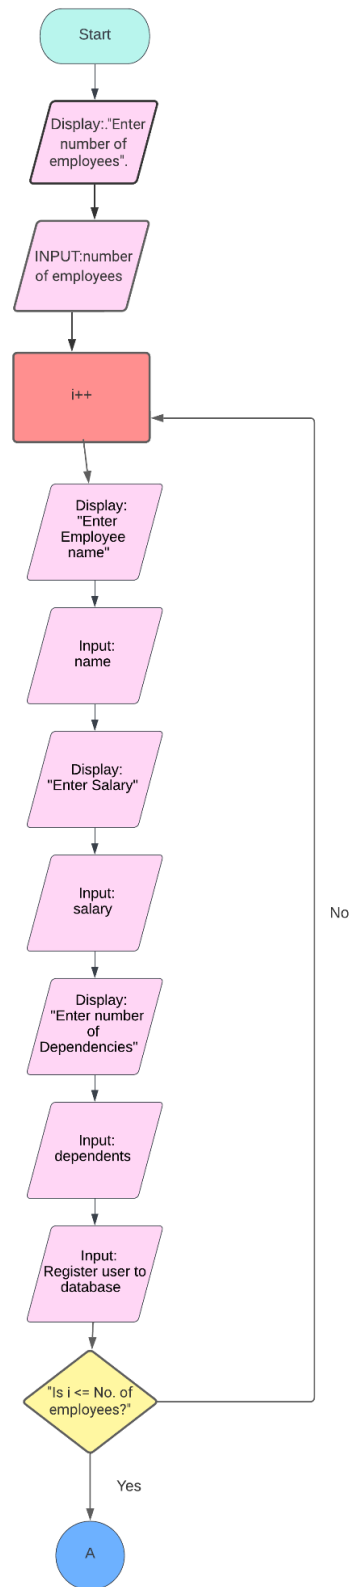 Start
Display:."Enter
number of
employees".
INPUT:number
of employees
i++
Display:
"Enter
Employee
name"
Input:
name
Display:
"Enter Salary"
Input:
salary
No
Display:
"Enter number
of
Dependencies"
Input:
dependents
Input:
Register user to
database
"Is i <= No. of
employees?"
Yes
A